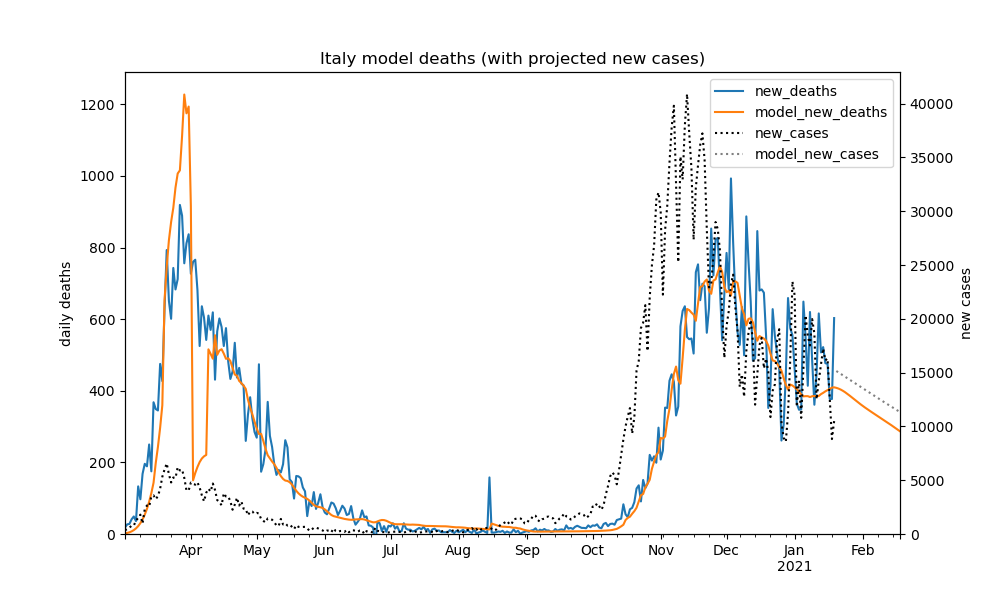 Italy model deaths (with projected new cases)
new_deaths
model_new_deaths
new_cases
model_new_cases
daily deaths
1200
1000
800
600
400
200
0
new cases
40000
35000
30000
25000
20000
15000
10000
5000
0
Apr May Jun Jul Aug Sep Oct Nov Dec Jan Feb
2021